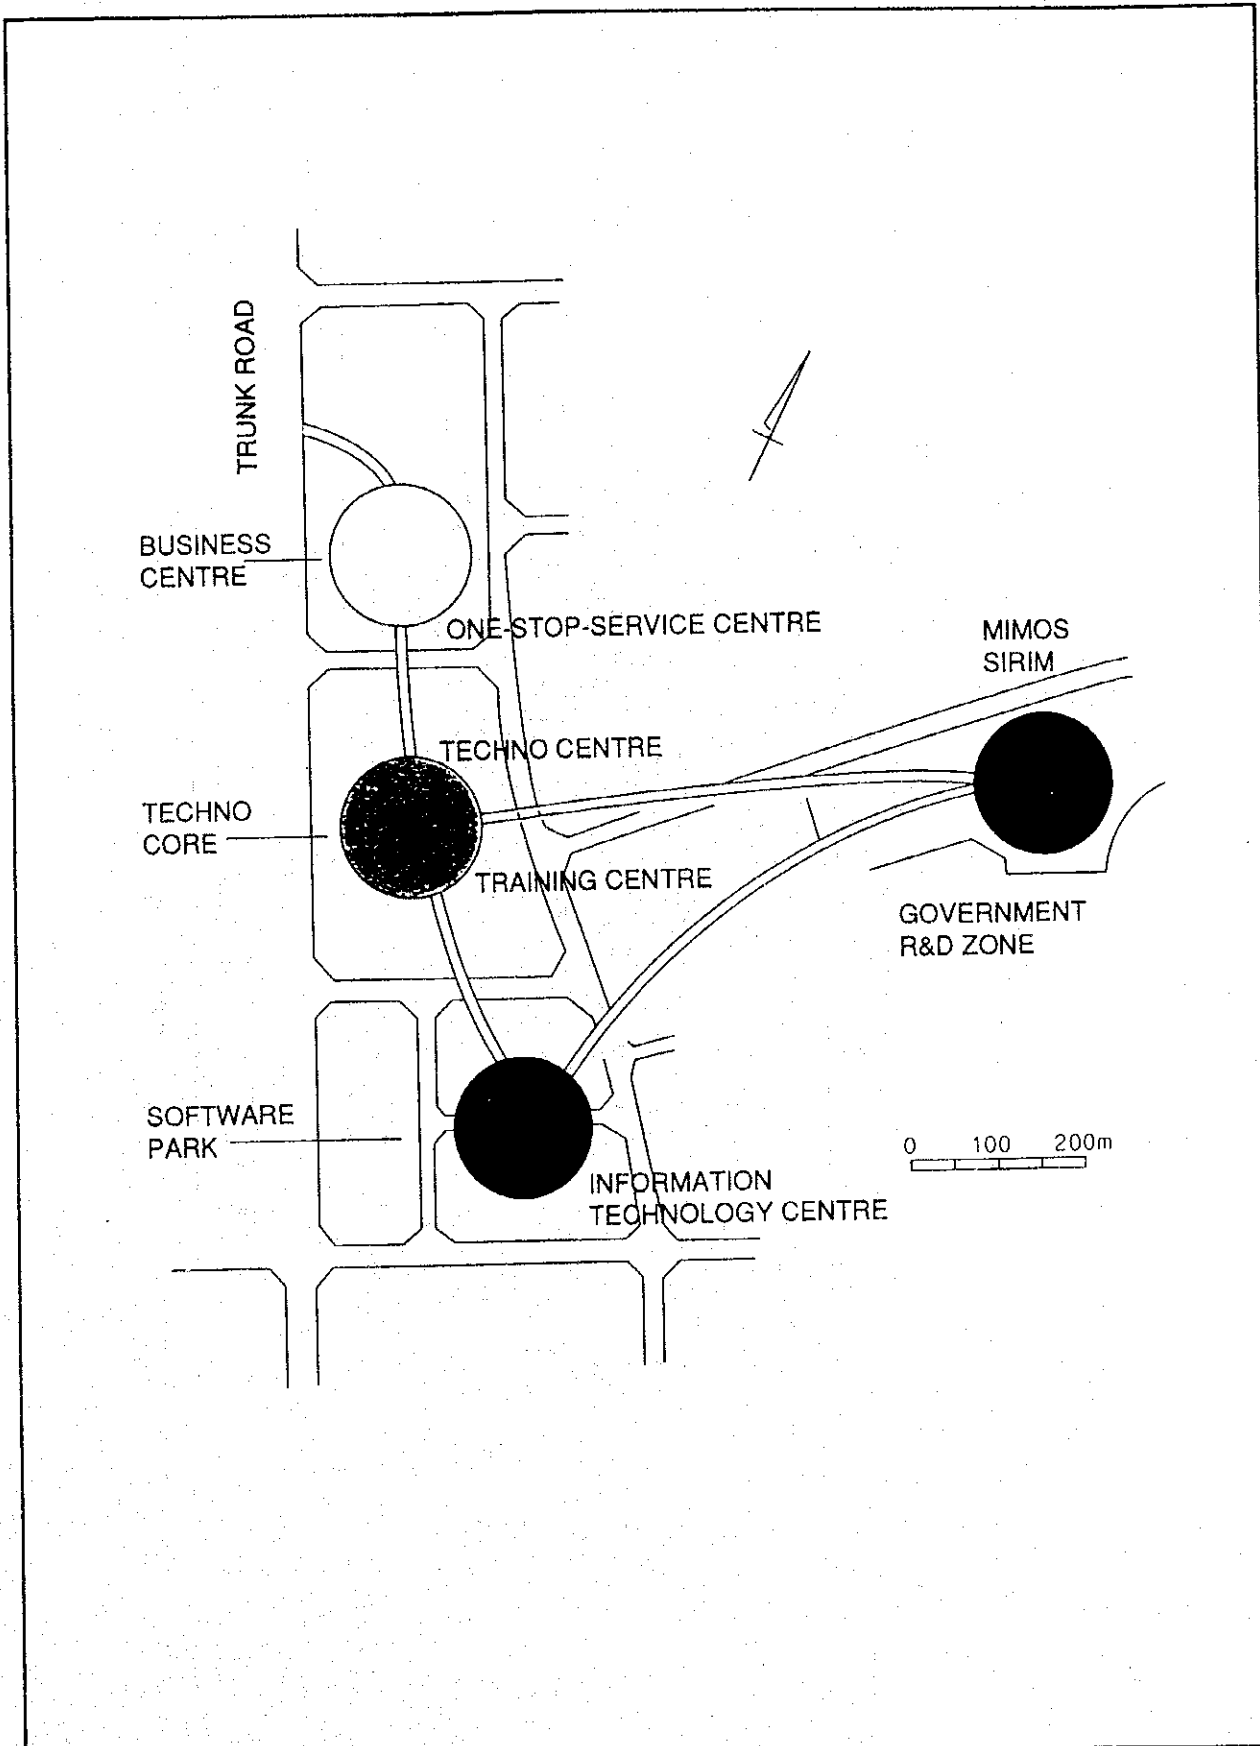 TRUNK ROAD
BUSINESS
CENTRE
ONE-STOP-SERVICE CENTRE
MIMOS
SIRIM
TECHNO CENTRE
TECHNO
CORE
TRAINING CENTRE
GOVERNMENT
R&D ZONE
SOFTWARE
PARK
0 100 200m
INFORMATION
TECHNOLOGY CENTRE